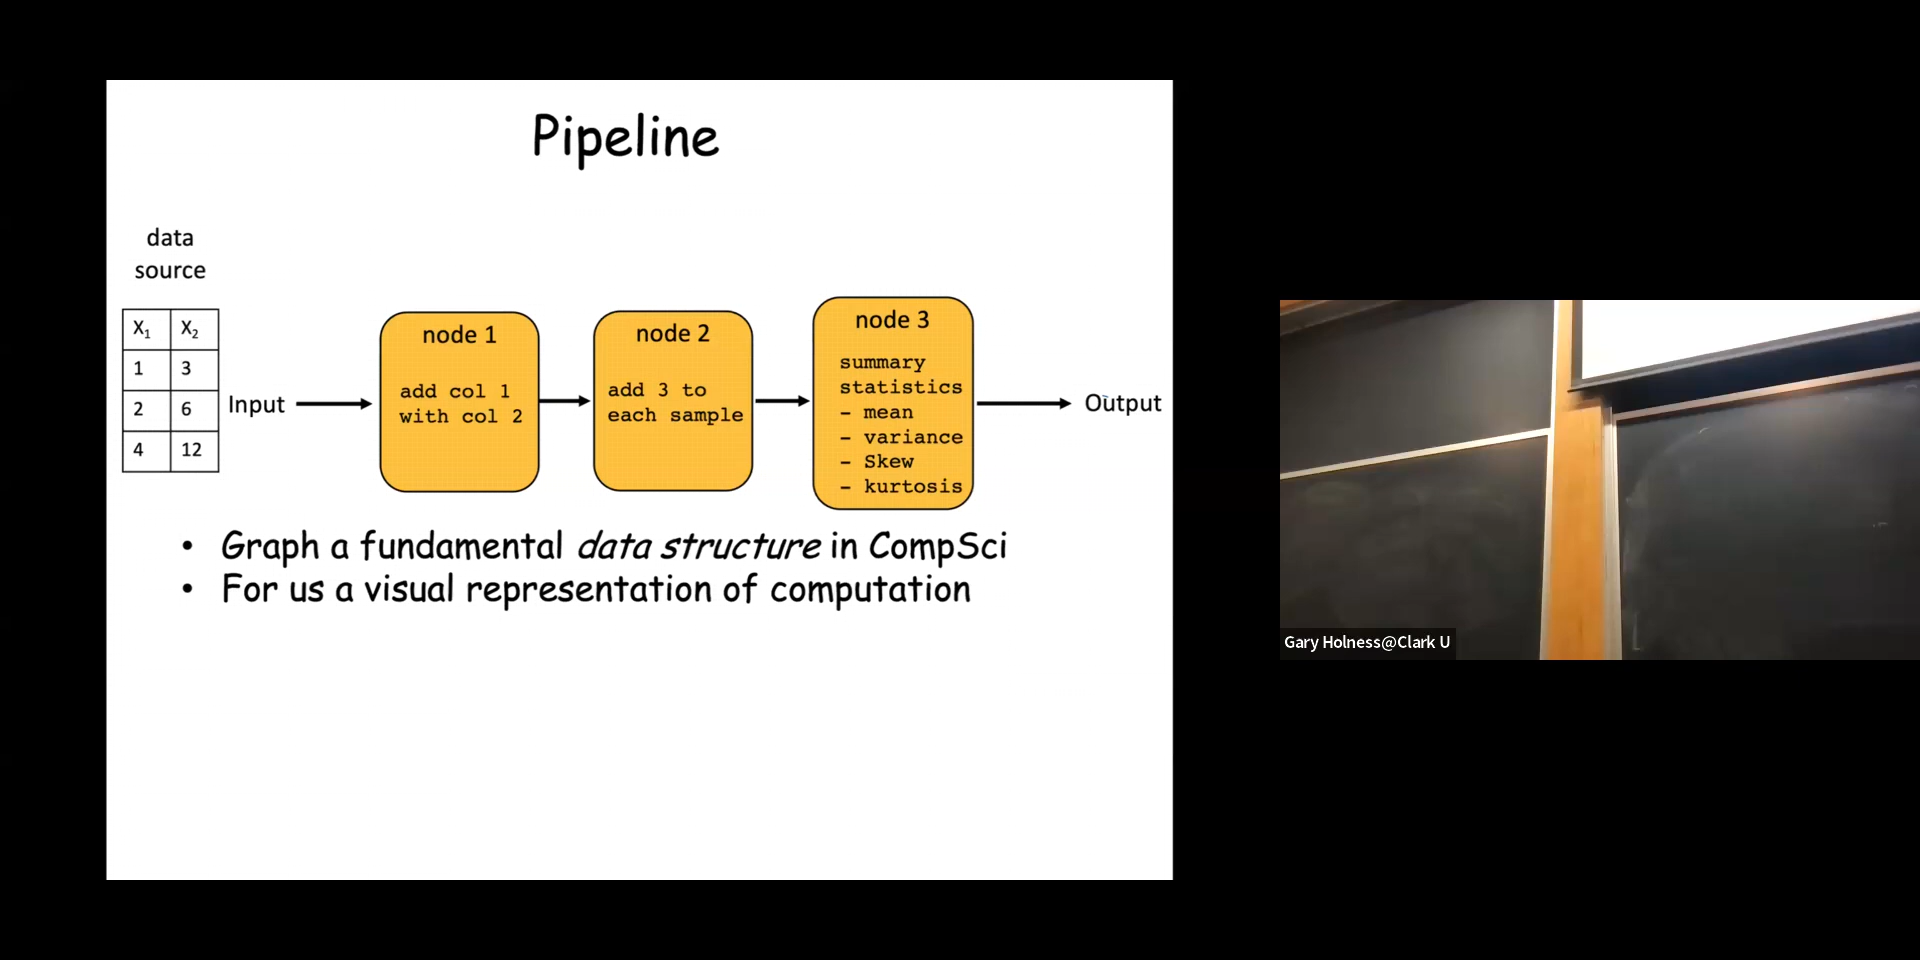 Pipeline
data
source
X₁ X₂
1 3
2 6
4 12
Input
node 1
add col 1
with col 2
node 2
add 3 to
each sample
node 3
summary
statistics
- mean
- variance
- Skew
- kurtosis
Output
• Graph a fundamental data structure in CompSci
• For us a visual representation of computation
Gary Holness@Clark U